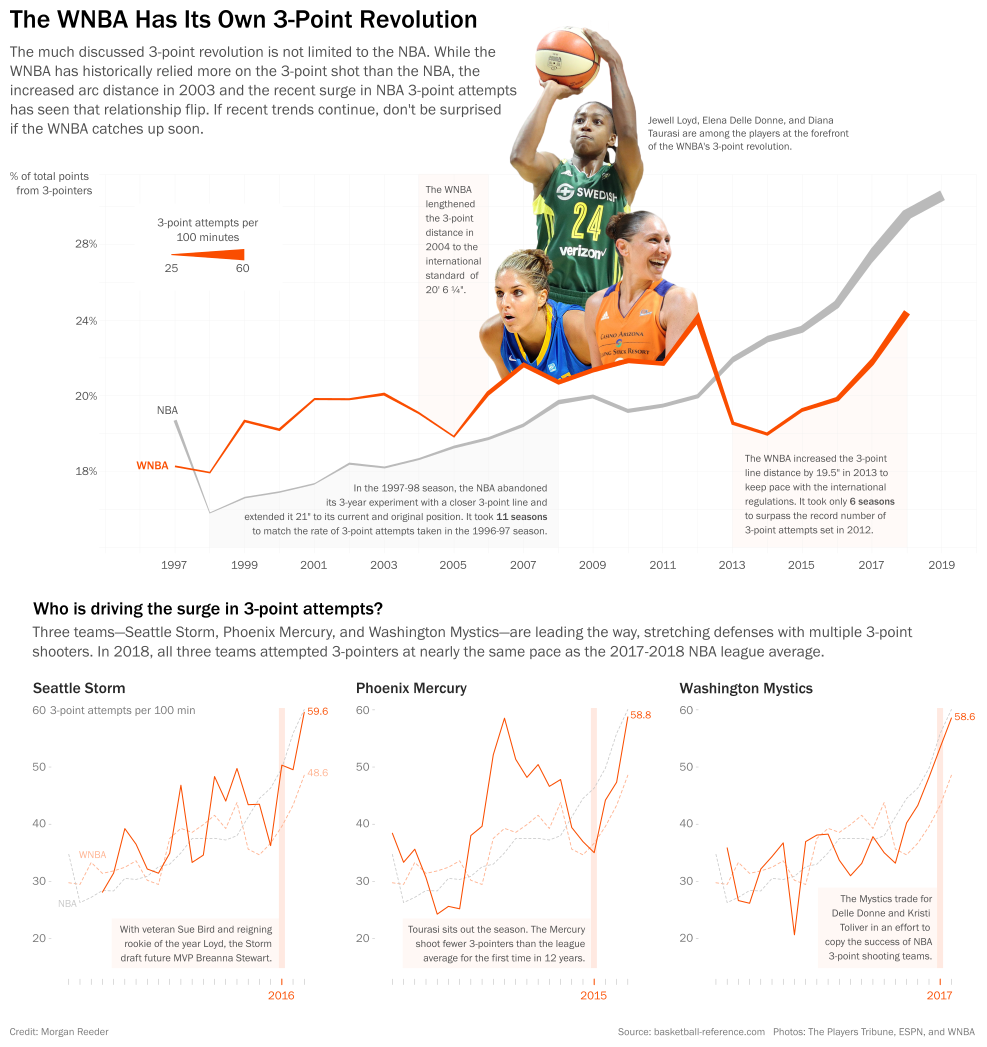 The WNBA Has Its Own 3-Point Revolution
The much discussed 3-point revolution is not limited to the NBA. While the
WNBA has historically relied more on the 3-point shot than the NBA, the
increased arc distance in 2003 and the recent surge in NBA 3-point attempts
has seen that relationship flip. If recent trends continue, don't be surprised
if the WNBA catches up soon.
Jewell Loyd, Elena Delle Donne, and Diana
Taurasi are among the players at the forefront
of the WNBA's 3-point revolution.
% of total points
from 3-pointers
The WNBA
lengthened
the 3-point
distance in
2004 to the
international
standard of
20' 6 ¼".
SWEDISH
24
verizon
3-point attempts per
100 minutes
25
60
28%
24%
20%
18%
NBA
WNBA
CASINO ARIZONA
In the 1997-98 season, the NBA abandoned
its 3-year experiment with a closer 3-point line and
extended it 21" to its current and original position. It took 11 seasons
to match the rate of 3-point attempts taken in the 1996-97 season.
The WNBA increased the 3-point
line distance by 19.5" in 2013 to
keep pace with the international
regulations. It took only 6 seasons
to surpass the record number of
3-point attempts set in 2012.
1997
1999
2001
2003
2005
2007
2009
2011
2013
2015
2017
2019
Who is driving the surge in 3-point attempts?
Three teams—Seattle Storm, Phoenix Mercury, and Washington Mystics—are leading the way, stretching defenses with multiple 3-point
shooters. In 2018, all three teams attempted 3-pointers at nearly the same pace as the 2017-2018 NBA league average.
Seattle Storm
60 3-point attempts per 100 min
50
40
30
20
WNBA
NBA
59.6
48.6
With veteran Sue Bird and reigning
rookie of the year Loyd, the Storm
draft future MVP Breanna Stewart.
2016
Phoenix Mercury
60
50
40
30
20
58.8
Tourasi sits out the season. The Mercury
shoot fewer 3-pointers than the league
average for the first time in 12 years.
2015
Washington Mystics
60
50
40
30
20
58.6
The Mystics trade for
Delle Donne and Kristi
Toliver in an effort to
copy the success of NBA
3-point shooting teams.
2017
Credit: Morgan Reeder
Source: basketball-reference.com Photos: The Players Tribune, ESPN, and WNBA